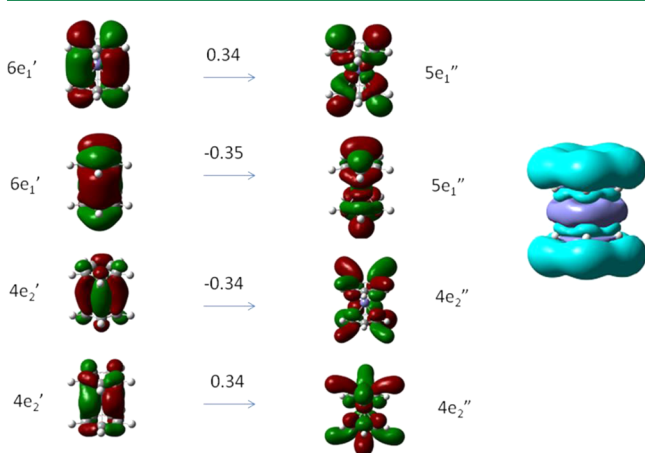 6e₁′ 0.34 5e₁″
6e₁′ -0.35 5e₁″
4e₂′ -0.34 4e₂″
4e₂′ 0.34 4e₂″